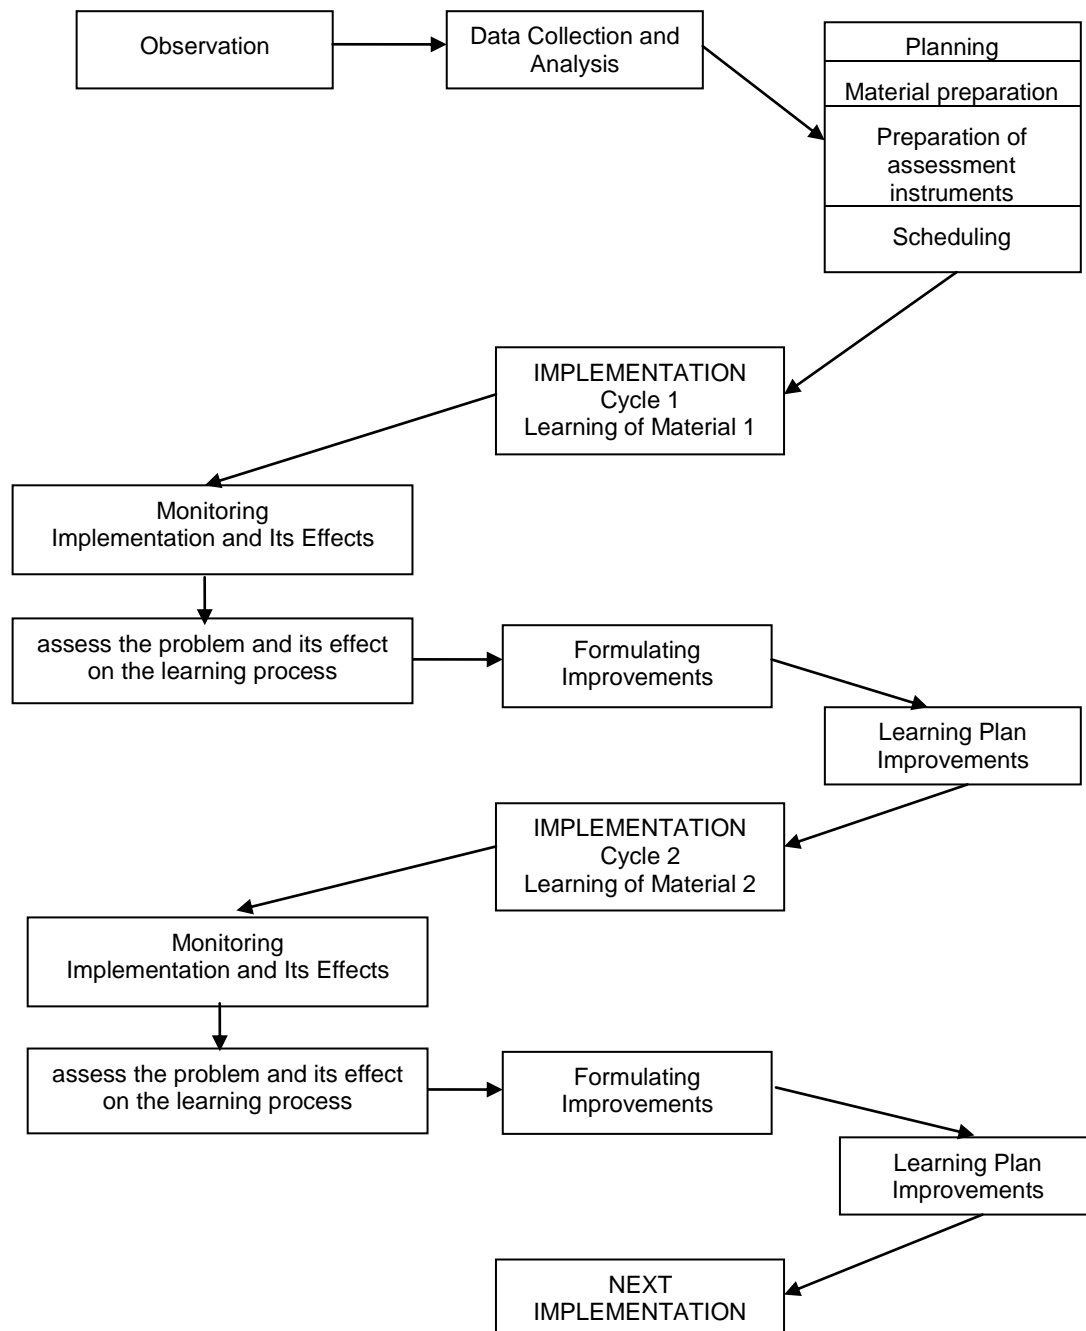 Observation
Data Collection and
Analysis
Planning
Material preparation
Preparation of
assessment
instruments
Scheduling
IMPLEMENTATION
Cycle 1
Learning of Material 1
Monitoring
Implementation and Its Effects
assess the problem and its effect
on the learning process
Formulating
Improvements
Learning Plan
Improvements
IMPLEMENTATION
Cycle 2
Learning of Material 2
Monitoring
Implementation and Its Effects
assess the problem and its effect
on the learning process
Formulating
Improvements
Learning Plan
Improvements
NEXT
IMPLEMENTATION